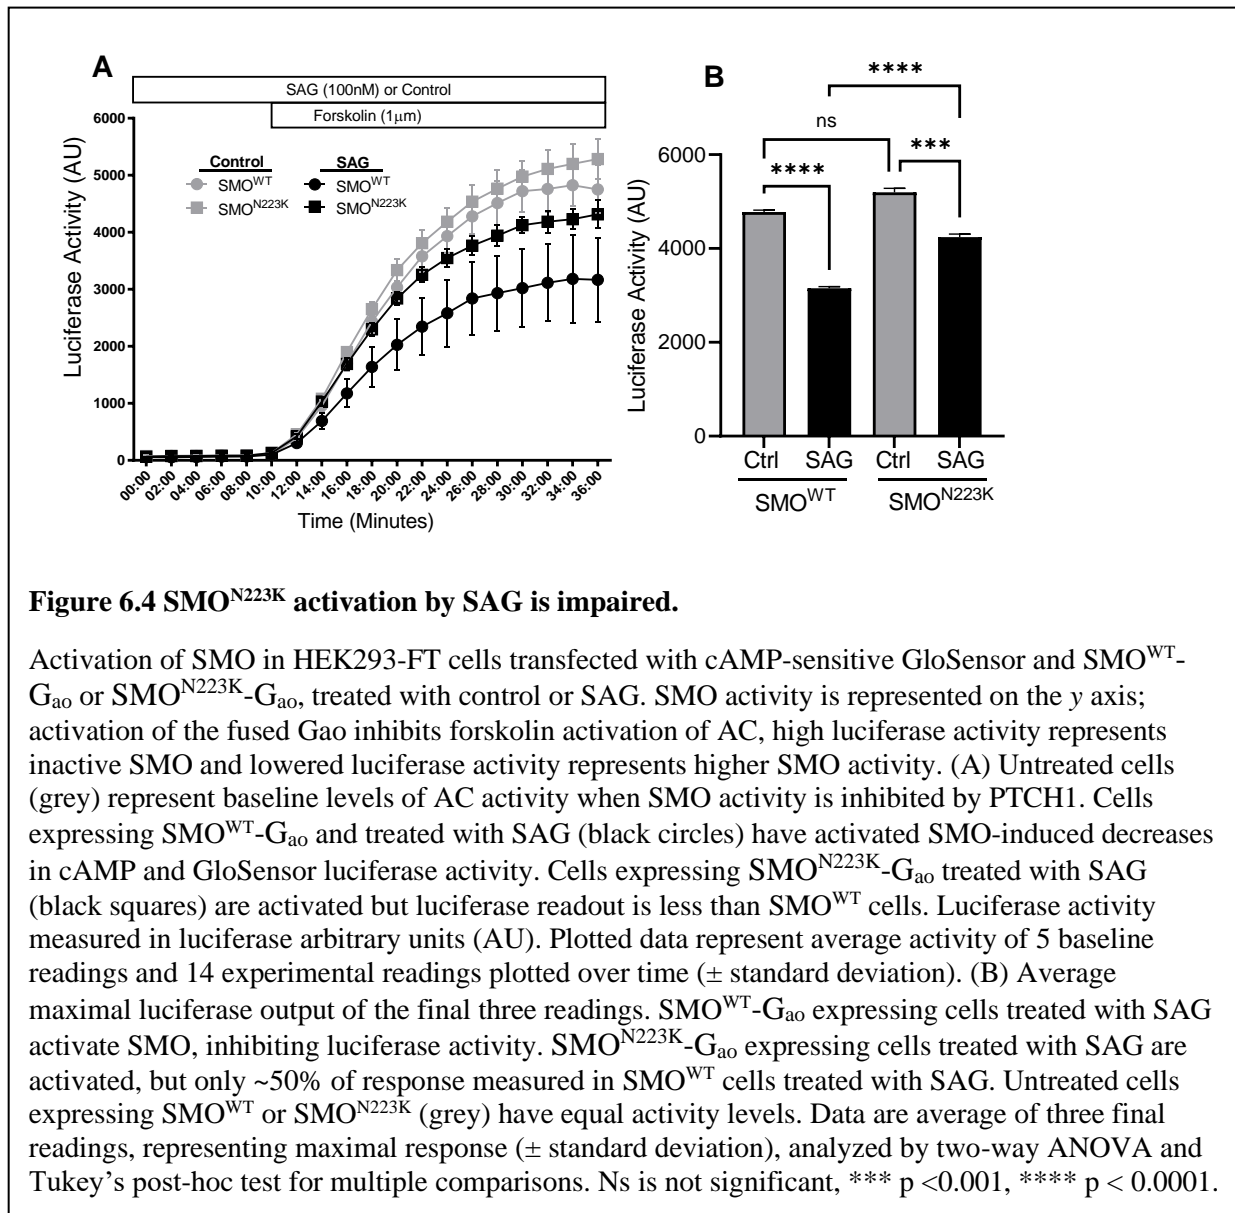 A
SAG (100nM) or Control
Forskolin (1μm)
Luciferase Activity (AU)
6000
5000
4000
3000
2000
1000
0
Control SAG
SMO^WT SMO^WT
SMO^N223K SMO^N223K
00:00 02:00 04:00 06:00 08:00 10:00 12:00 14:00 16:00 18:00 20:00 22:00 24:00 26:00 28:00 30:00 32:00 34:00 36:00
Time (Minutes)
B
****
ns
***
****
Luciferase Activity (AU)
6000
4000
2000
0
Ctrl SAG Ctrl SAG
SMO^WT SMO^N223K
Figure 6.4 SMO^N223K activation by SAG is impaired.
Activation of SMO in HEK293-FT cells transfected with cAMP-sensitive GloSensor and SMO^WT-
G_ao or SMO^N223K-G_ao, treated with control or SAG. SMO activity is represented on the y axis;
activation of the fused Gao inhibits forskolin activation of AC, high luciferase activity represents
inactive SMO and lowered luciferase activity represents higher SMO activity. (A) Untreated cells
(grey) represent baseline levels of AC activity when SMO activity is inhibited by PTCH1. Cells
expressing SMO^WT-G_ao and treated with SAG (black circles) have activated SMO-induced decreases
in cAMP and GloSensor luciferase activity. Cells expressing SMO^N223K-G_ao treated with SAG
(black squares) are activated but luciferase readout is less than SMO^WT cells. Luciferase activity
measured in luciferase arbitrary units (AU). Plotted data represent average activity of 5 baseline
readings and 14 experimental readings plotted over time (± standard deviation). (B) Average
maximal luciferase output of the final three readings. SMO^WT-G_ao expressing cells treated with SAG
activate SMO, inhibiting luciferase activity. SMO^N223K-G_ao expressing cells treated with SAG are
activated, but only ~50% of response measured in SMO^WT cells treated with SAG. Untreated cells
expressing SMO^WT or SMO^N223K (grey) have equal activity levels. Data are average of three final
readings, representing maximal response (± standard deviation), analyzed by two-way ANOVA and
Tukey's post-hoc test for multiple comparisons. Ns is not significant, *** p <0.001, **** p < 0.0001.